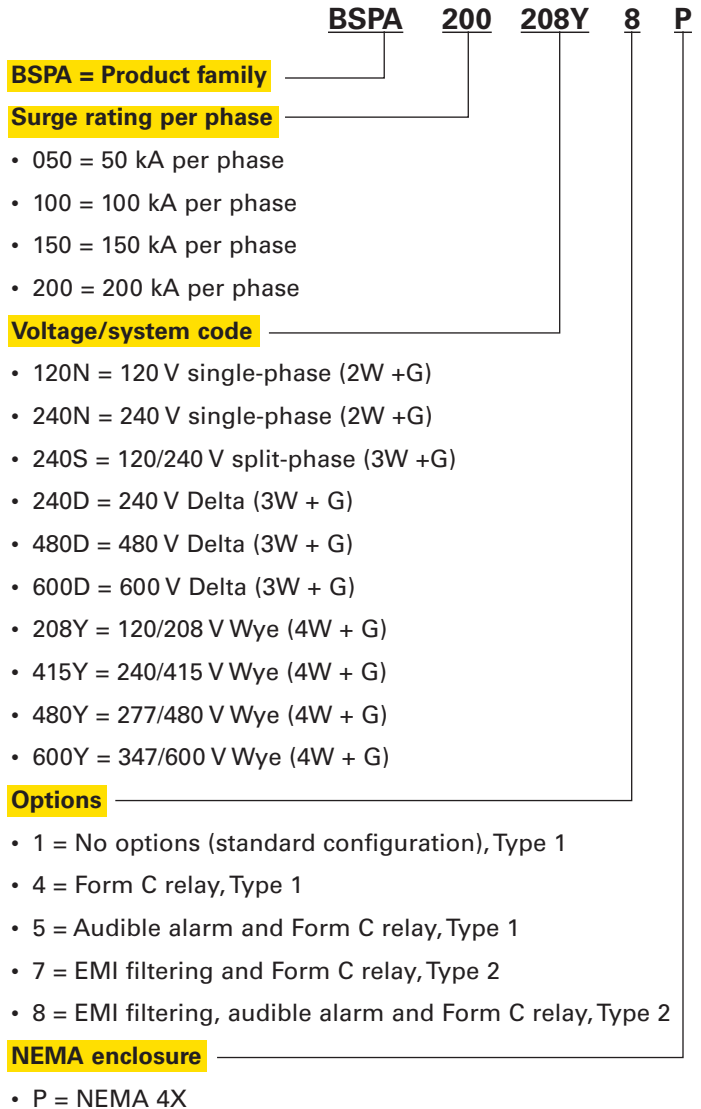 BSPA 200 208Y 8 P
BSPA = Product family
Surge rating per phase
• 050 = 50 kA per phase
• 100 = 100 kA per phase
• 150 = 150 kA per phase
• 200 = 200 kA per phase
Voltage/system code
• 120N = 120 V single-phase (2W +G)
• 240N = 240 V single-phase (2W +G)
• 240S = 120/240 V split-phase (3W +G)
• 240D = 240 V Delta (3W + G)
• 480D = 480 V Delta (3W + G)
• 600D = 600 V Delta (3W + G)
• 208Y = 120/208 V Wye (4W + G)
• 415Y = 240/415 V Wye (4W + G)
• 480Y = 277/480 V Wye (4W + G)
• 600Y = 347/600 V Wye (4W + G)
Options
• 1 = No options (standard configuration), Type 1
• 4 = Form C relay, Type 1
• 5 = Audible alarm and Form C relay, Type 1
• 7 = EMI filtering and Form C relay, Type 2
• 8 = EMI filtering, audible alarm and Form C relay, Type 2
NEMA enclosure
• P = NEMA 4X